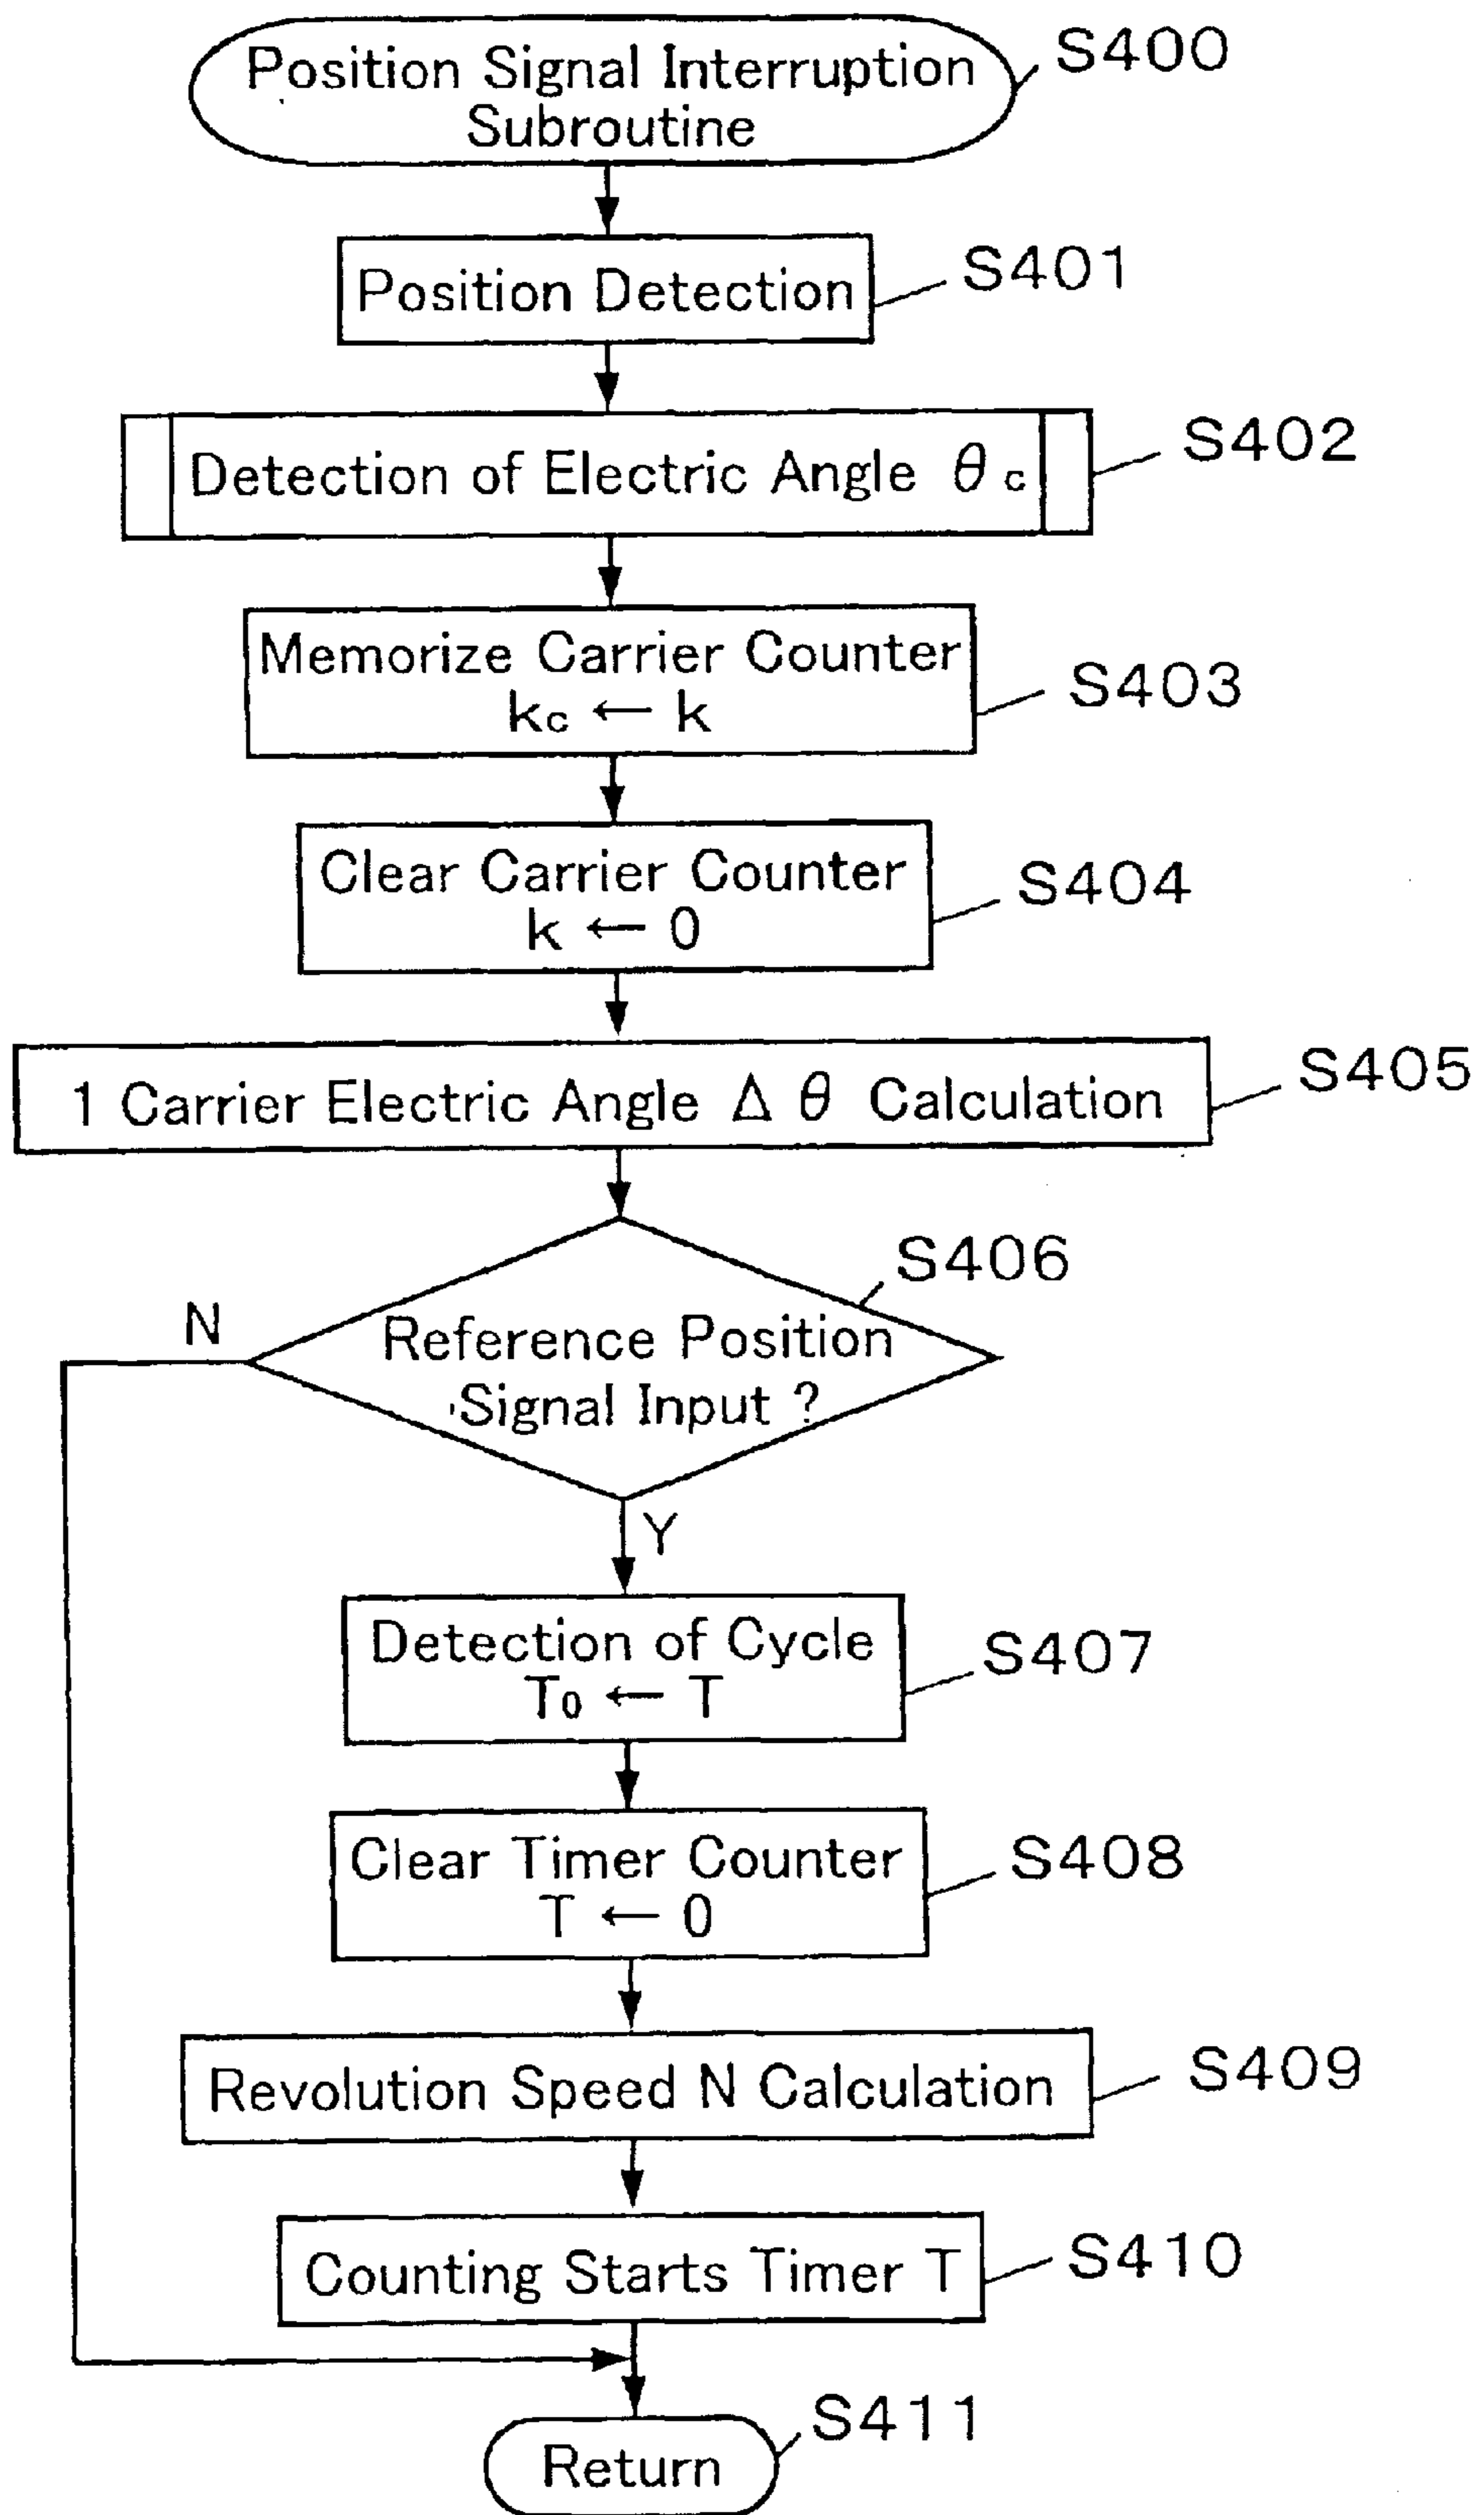 Position Signal Interruption
Subroutine
S400
Position Detection
S401
Detection of Electric Angle θc
S402
Memorize Carrier Counter
kc ← k
S403
Clear Carrier Counter
k ← 0
S404
1 Carrier Electric Angle Δθ Calculation
S405
S406
N
Reference Position
Signal Input ?
Y
Detection of Cycle
T0 ← T
S407
Clear Timer Counter
T ← 0
S408
Revolution Speed N Calculation
S409
Counting Starts Timer T
S410
S411
Return